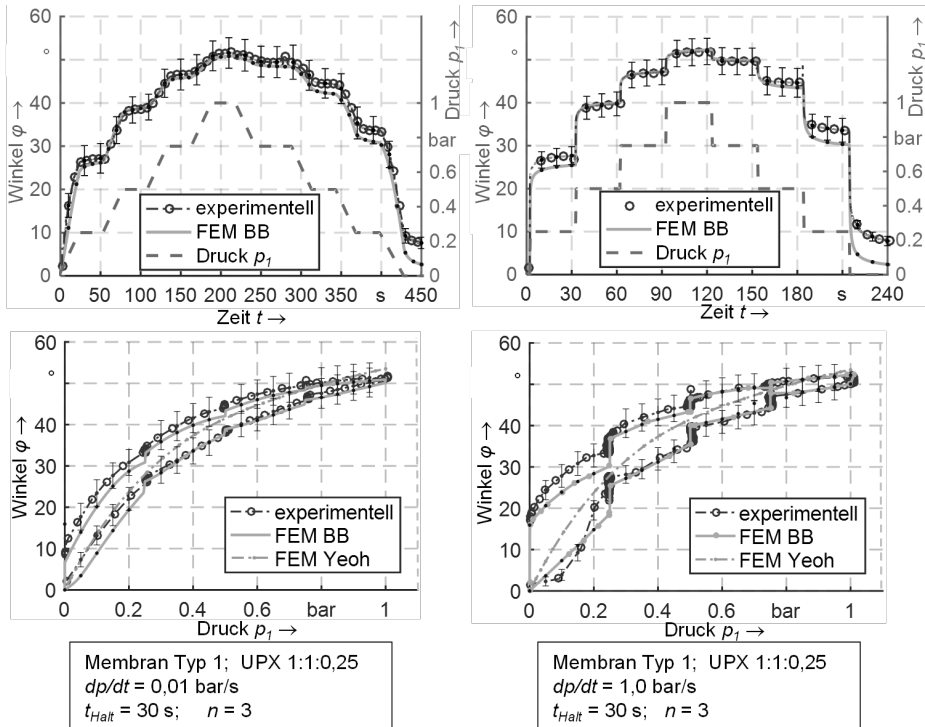 60
50
40
30
20
10
0
°
Winkel φ →
Druck p₁ →
1
bar
0.6
0.4
0.2
0
experimentell
FEM BB
Druck p₁
0 50 100 150 200 250 300 350 s 450
Zeit t →
60
50
40
30
20
10
0
°
Winkel φ →
Druck p₁ →
1
bar
0.6
0.4
0.2
0
experimentell
FEM BB
Druck p₁
0 30 60 90 120 150 180 s 240
Zeit t →
60
50
40
30
20
10
0
°
Winkel φ →
experimentell
FEM BB
FEM Yeoh
0 0.2 0.4 0.6 bar 1
Druck p₁ →
60
50
40
30
20
10
0
°
Winkel φ →
experimentell
FEM BB
FEM Yeoh
0 0.2 0.4 0.6 bar 1
Druck p₁ →
Membran Typ 1; UPX 1:1:0,25
dp/dt = 0,01 bar/s
t_Halt = 30 s; n = 3
Membran Typ 1; UPX 1:1:0,25
dp/dt = 1,0 bar/s
t_Halt = 30 s; n = 3